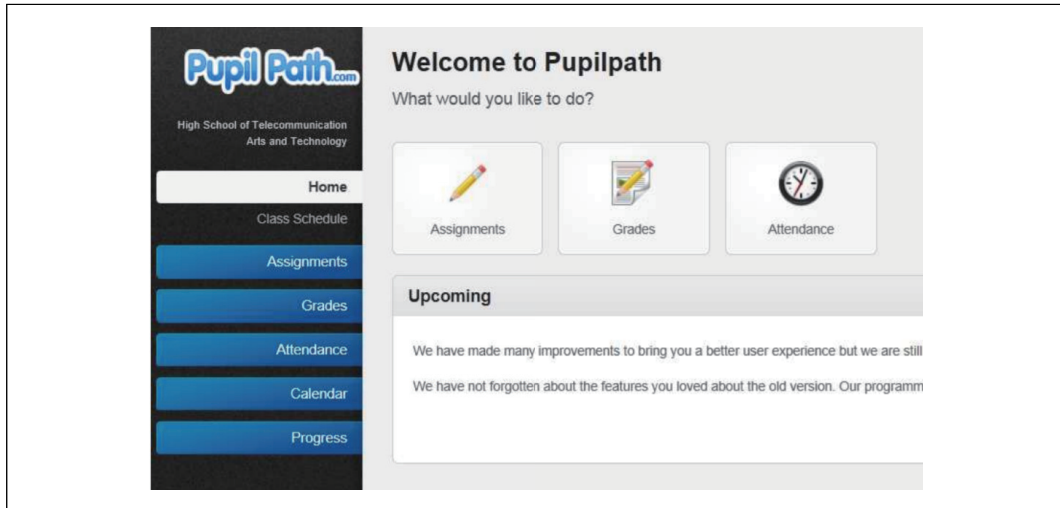 Pupil Path.com
High School of Telecommunication
Arts and Technology
Home
Class Schedule
Assignments
Grades
Attendance
Calendar
Progress
Welcome to Pupilpath
What would you like to do?
Assignments
Grades
Attendance
Upcoming
We have made many improvements to bring you a better user experience but we are still
We have not forgotten about the features you loved about the old version. Our programm